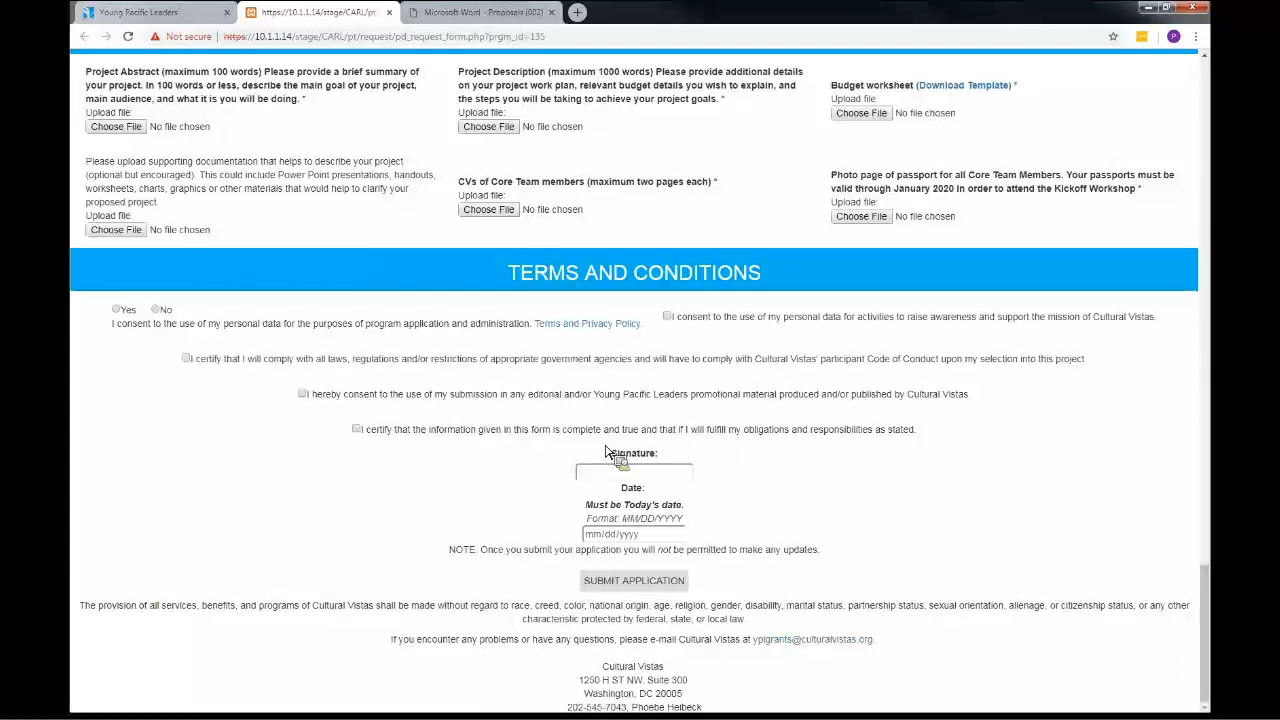 Young Pacific Leaders
https://10.1.1.14/stage/CARL/pt
Microsoft Word - Proposals (002)
Not secure
https://10.1.1.14/stage/CARL/pt/request/pd_request_form.php?prgm_id=135
P
Project Abstract (maximum 100 words) Please provide a brief summary
of your project. In 100 words or less, describe the main goal of your project,
main audience, and what it is you will be doing. *
Upload file:
Choose File No file chosen
Project Description (maximum 1000 words) Please provide additional details
on your project work plan, relevant budget details you wish to explain, and
the steps you will be taking to achieve your project goals. *
Upload file:
Choose File No file chosen
Budget worksheet (Download Template) *
Upload file:
Choose File No file chosen
Please upload supporting documentation that helps to describe your project
(optional but encouraged). This could include Power Point presentations, handouts,
worksheets, charts, graphics or other materials that would help to clarify your
proposed project.
Upload file:
Choose File No file chosen
CVs of Core Team members (maximum two pages each) *
Upload file:
Choose File No file chosen
Photo page of passport for all Core Team Members. Your passports must be
valid through January 2020 in order to attend the Kickoff Workshop *
Upload file:
Choose File No file chosen
TERMS AND CONDITIONS
Yes No
I consent to the use of my personal data for the purposes of program application and administration. Terms and Privacy Policy.
I consent to the use of my personal data for activities to raise awareness and support the mission of Cultural Vistas.
I certify that I will comply with all laws, regulations and/or restrictions of appropriate government agencies and will have to comply with Cultural Vistas' participant Code of Conduct upon my selection into this project
I hereby consent to the use of my submission in any editorial and/or Young Pacific Leaders promotional material produced and/or published by Cultural Vistas
I certify that the information given in this form is complete and true and that if I will fulfill my obligations and responsibilities as stated.
Signature:
Date:
Must be Today's date.
Format: MM/DD/YYYY
mm/dd/yyyy
NOTE: Once you submit your application you will not be permitted to make any updates.
SUBMIT APPLICATION
The provision of all services, benefits, and programs of Cultural Vistas shall be made without regard to race, creed, color, national origin, age, religion, gender, disability, marital status, partnership status, sexual orientation, alienage, or citizenship status, or any other
characteristic protected by federal, state, or local law.
If you encounter any problems or have any questions, please e-mail Cultural Vistas at yplgrants@culturalvistas.org.
Cultural Vistas
1250 H ST NW, Suite 300
Washington, DC 20005
202-545-7043, Phoebe Heibeck